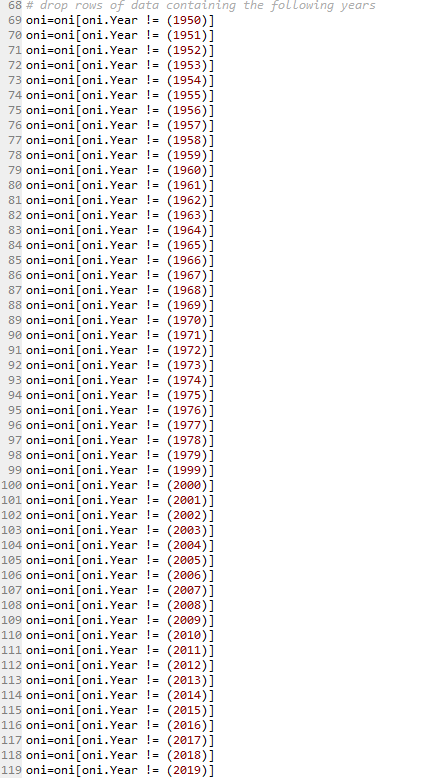 68 # drop rows of data containing the following years
69 oni=oni[oni.Year != (1950)]
70 oni=oni[oni.Year != (1951)]
71 oni=oni[oni.Year != (1952)]
72 oni=oni[oni.Year != (1953)]
73 oni=oni[oni.Year != (1954)]
74 oni=oni[oni.Year != (1955)]
75 oni=oni[oni.Year != (1956)]
76 oni=oni[oni.Year != (1957)]
77 oni=oni[oni.Year != (1958)]
78 oni=oni[oni.Year != (1959)]
79 oni=oni[oni.Year != (1960)]
80 oni=oni[oni.Year != (1961)]
81 oni=oni[oni.Year != (1962)]
82 oni=oni[oni.Year != (1963)]
83 oni=oni[oni.Year != (1964)]
84 oni=oni[oni.Year != (1965)]
85 oni=oni[oni.Year != (1966)]
86 oni=oni[oni.Year != (1967)]
87 oni=oni[oni.Year != (1968)]
88 oni=oni[oni.Year != (1969)]
89 oni=oni[oni.Year != (1970)]
90 oni=oni[oni.Year != (1971)]
91 oni=oni[oni.Year != (1972)]
92 oni=oni[oni.Year != (1973)]
93 oni=oni[oni.Year != (1974)]
94 oni=oni[oni.Year != (1975)]
95 oni=oni[oni.Year != (1976)]
96 oni=oni[oni.Year != (1977)]
97 oni=oni[oni.Year != (1978)]
98 oni=oni[oni.Year != (1979)]
99 oni=oni[oni.Year != (1999)]
100 oni=oni[oni.Year != (2000)]
101 oni=oni[oni.Year != (2001)]
102 oni=oni[oni.Year != (2002)]
103 oni=oni[oni.Year != (2003)]
104 oni=oni[oni.Year != (2004)]
105 oni=oni[oni.Year != (2005)]
106 oni=oni[oni.Year != (2006)]
107 oni=oni[oni.Year != (2007)]
108 oni=oni[oni.Year != (2008)]
109 oni=oni[oni.Year != (2009)]
110 oni=oni[oni.Year != (2010)]
111 oni=oni[oni.Year != (2011)]
112 oni=oni[oni.Year != (2012)]
113 oni=oni[oni.Year != (2013)]
114 oni=oni[oni.Year != (2014)]
115 oni=oni[oni.Year != (2015)]
116 oni=oni[oni.Year != (2016)]
117 oni=oni[oni.Year != (2017)]
118 oni=oni[oni.Year != (2018)]
119 oni=oni[oni.Year != (2019)]